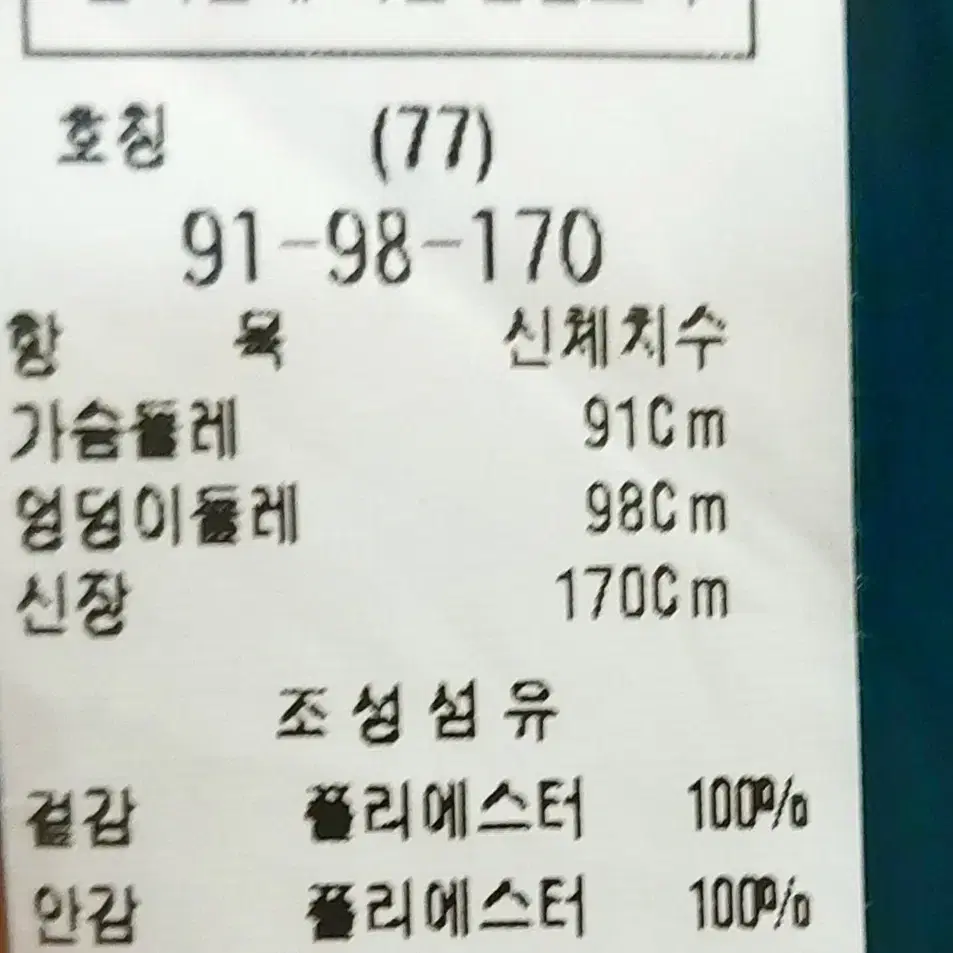 호칭 (77)
91-98-170
항 목 신체치수
가슴둘레 91Cm
엉덩이둘레 98Cm
신장 170Cm
조성섬유
겉감 폴리에스터 100%
안감 폴리에스터 100%